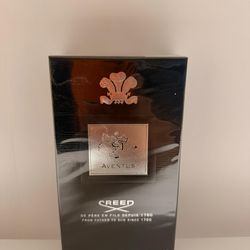 AVENTUS
CREED
DE PÈRE EN FILS DEPUIS 1760
FROM FATHER TO SON SINCE 1760